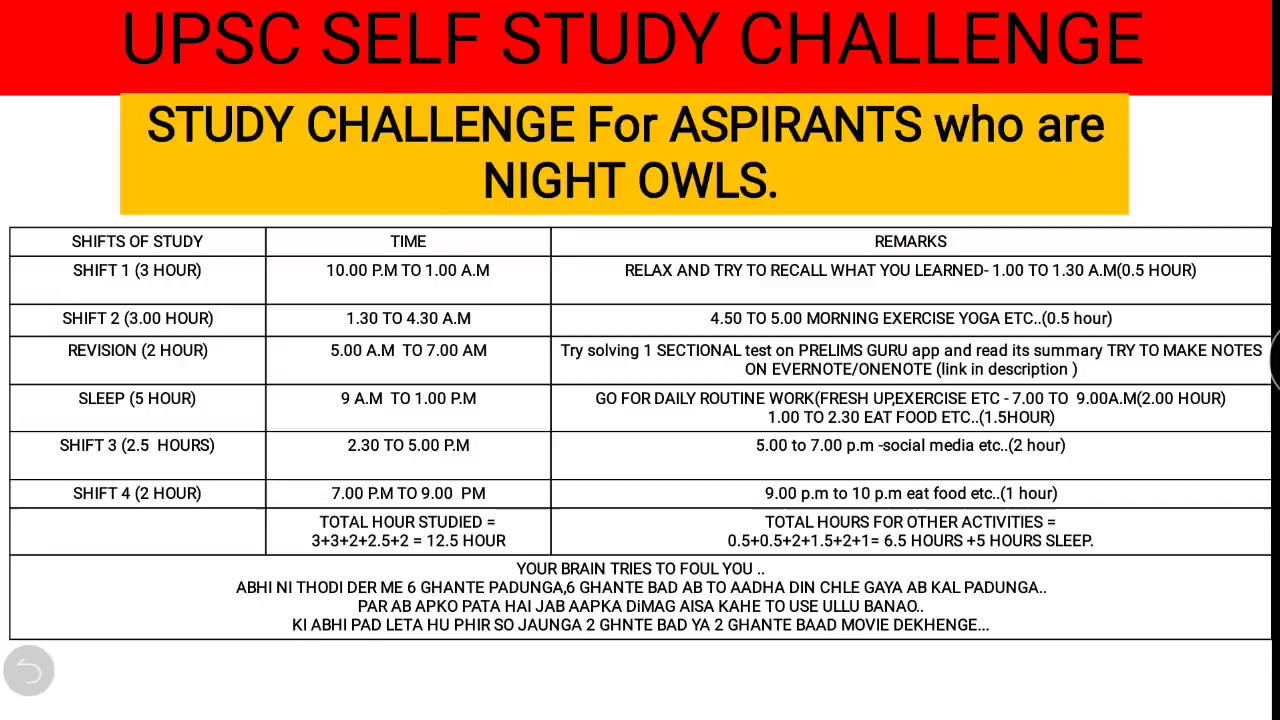 UPSC SELF STUDY CHALLENGE
STUDY CHALLENGE For ASPIRANTS who are
NIGHT OWLS.
SHIFTS OF STUDY TIME REMARKS
SHIFT 1 (3 HOUR) 10.00 P.M TO 1.00 A.M RELAX AND TRY TO RECALL WHAT YOU LEARNED- 1.00 TO 1.30 A.M(0.5 HOUR)
SHIFT 2 (3.00 HOUR) 1.30 TO 4.30 A.M 4.50 TO 5.00 MORNING EXERCISE YOGA ETC..(0.5 hour)
REVISION (2 HOUR) 5.00 A.M TO 7.00 AM Try solving 1 SECTIONAL test on PRELIMS GURU app and read its summary TRY TO MAKE NOTES
ON EVERNOTE/ONENOTE (link in description )
SLEEP (5 HOUR) 9 A.M TO 1.00 P.M GO FOR DAILY ROUTINE WORK(FRESH UP,EXERCISE ETC - 7.00 TO 9.00A.M(2.00 HOUR)
1.00 TO 2.30 EAT FOOD ETC..(1.5HOUR)
SHIFT 3 (2.5 HOURS) 2.30 TO 5.00 P.M 5.00 to 7.00 p.m -social media etc..(2 hour)
SHIFT 4 (2 HOUR) 7.00 P.M TO 9.00 PM 9.00 p.m to 10 p.m eat food etc..(1 hour)
TOTAL HOUR STUDIED = TOTAL HOURS FOR OTHER ACTIVITIES =
3+3+2+2.5+2 = 12.5 HOUR 0.5+0.5+2+1.5+2+1= 6.5 HOURS +5 HOURS SLEEP.
YOUR BRAIN TRIES TO FOUL YOU ..
ABHI NI THODI DER ME 6 GHANTE PADUNGA,6 GHANTE BAD AB TO AADHA DIN CHLE GAYA AB KAL PADUNGA..
PAR AB APKO PATA HAI JAB AAPKA DiMAG AISA KAHE TO USE ULLU BANAO..
KI ABHI PAD LETA HU PHIR SO JAUNGA 2 GHNTE BAD YA 2 GHANTE BAAD MOVIE DEKHENGE...